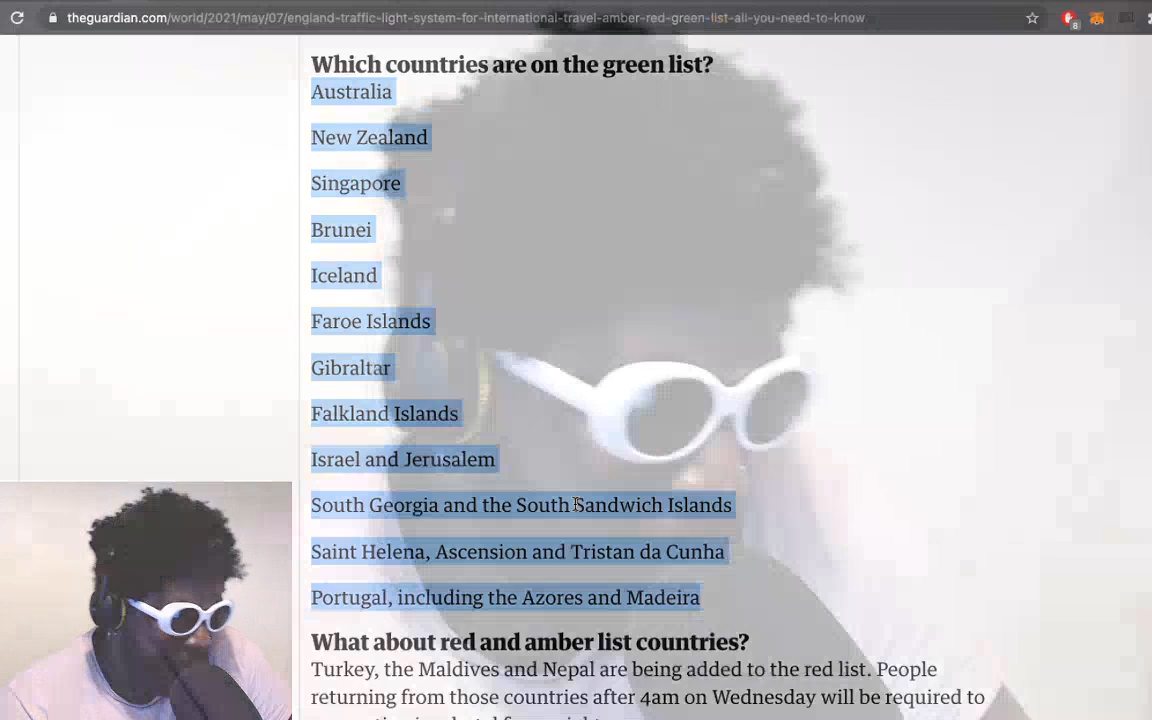 theguardian.com/world/2021/may/07/england-traffic-light-system-for-international-travel-amber-red-green-list-all-you-need-to-know
8
Which countries are on the green list?
Australia
New Zealand
Singapore
Brunei
Iceland
Faroe Islands
Gibraltar
Falkland Islands
Israel and Jerusalem
South Georgia and the South Sandwich Islands
Saint Helena, Ascension and Tristan da Cunha
Portugal, including the Azores and Madeira
What about red and amber list countries?
Turkey, the Maldives and Nepal are being added to the red list. People
returning from those countries after 4am on Wednesday will be required to